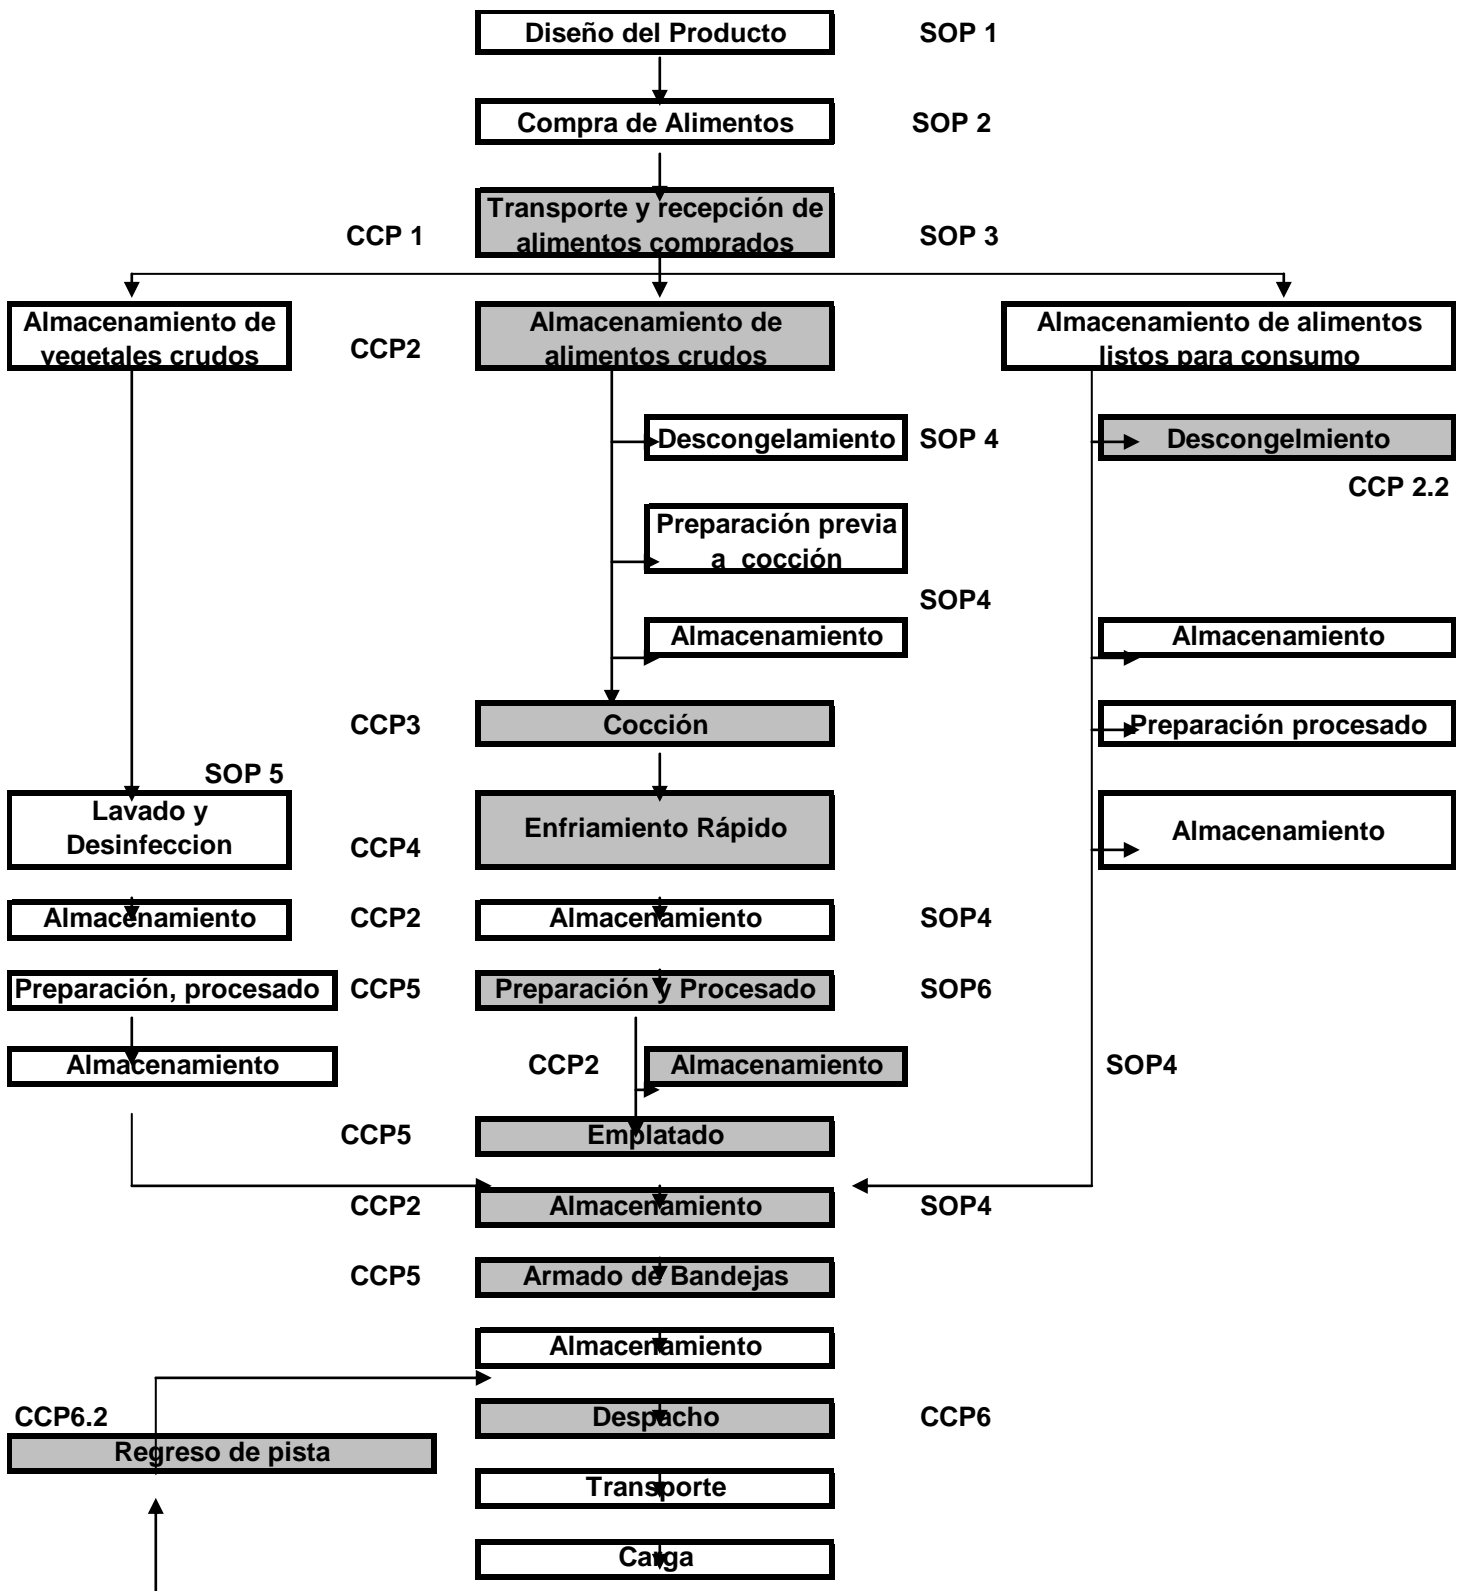 Diseño del Producto
SOP 1
Compra de Alimentos
SOP 2
CCP 1
Transporte y recepción de
alimentos comprados
SOP 3
Almacenamiento de
vegetales crudos
CCP2
Almacenamiento de
alimentos crudos
Almacenamiento de alimentos
listos para consumo
Descongelamiento
SOP 4
Descongelmiento
CCP 2.2
Preparación previa
a cocción
SOP4
Almacenamiento
Almacenamiento
CCP3
Cocción
Preparación procesado
SOP 5
Lavado y
Desinfeccion
CCP4
Enfriamiento Rápido
Almacenamiento
Almacenamiento
CCP2
Almacenamiento
SOP4
Preparación, procesado
CCP5
Preparación y Procesado
SOP6
Almacenamiento
CCP2
Almacenamiento
SOP4
CCP5
Emplatado
CCP2
Almacenamiento
SOP4
CCP5
Armado de Bandejas
Almacenamiento
CCP6.2
Despacho
CCP6
Regreso de pista
Transporte
Carga